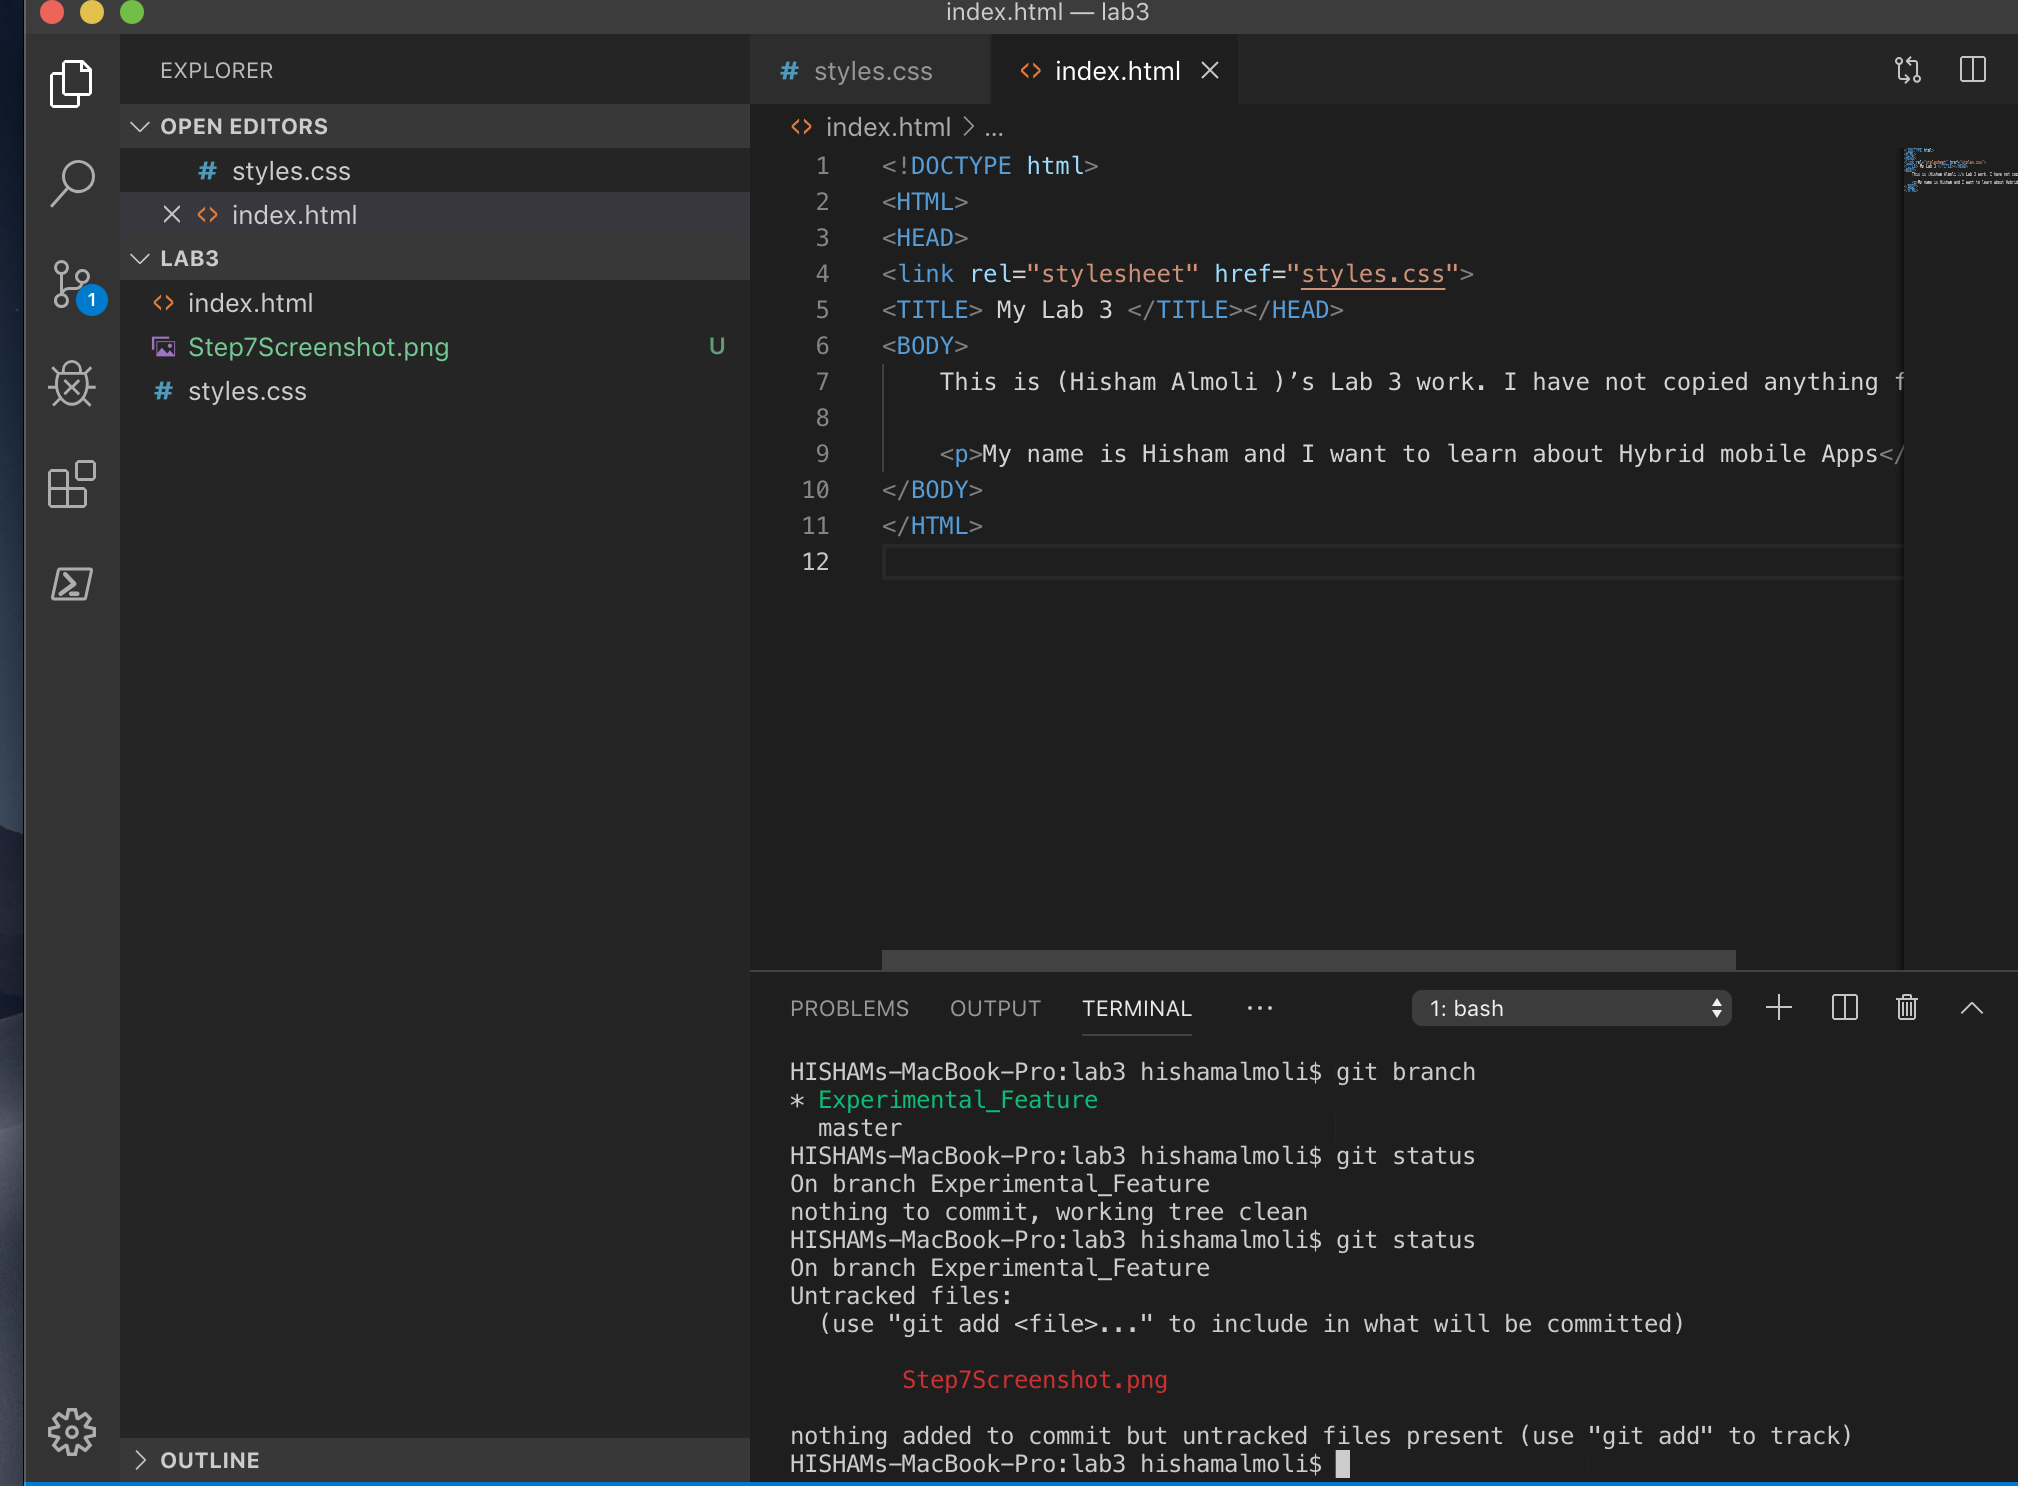 index.html — lab3
EXPLORER
OPEN EDITORS
styles.css
index.html
LAB3
index.html
Step7Screenshot.png U
styles.css
OUTLINE
1
styles.css
index.html
index.html > ...
1 <!DOCTYPE html>
2 <HTML>
3 <HEAD>
4 <link rel="stylesheet" href="styles.css">
5 <TITLE> My Lab 3 </TITLE></HEAD>
6 <BODY>
7 This is (Hisham Almoli )’s Lab 3 work. I have not copied anything f
8
9 <p>My name is Hisham and I want to learn about Hybrid mobile Apps</
10 </BODY>
11 </HTML>
12
PROBLEMS OUTPUT TERMINAL ··· 1: bash
HISHAMs-MacBook-Pro:lab3 hishamalmoli$ git branch
* Experimental_Feature
master
HISHAMs-MacBook-Pro:lab3 hishamalmoli$ git status
On branch Experimental_Feature
nothing to commit, working tree clean
HISHAMs-MacBook-Pro:lab3 hishamalmoli$ git status
On branch Experimental_Feature
Untracked files:
(use "git add <file>..." to include in what will be committed)
Step7Screenshot.png
nothing added to commit but untracked files present (use "git add" to track)
HISHAMs-MacBook-Pro:lab3 hishamalmoli$